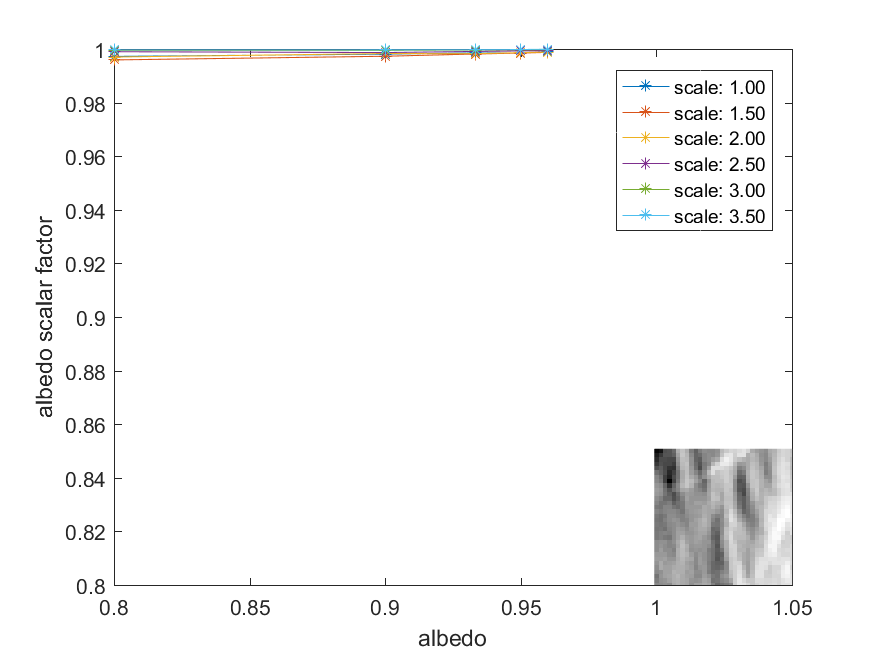 1
0.98
0.96
0.94
0.92
0.9
0.88
0.86
0.84
0.82
0.8
albedo scalar factor
scale: 1.00
scale: 1.50
scale: 2.00
scale: 2.50
scale: 3.00
scale: 3.50
0.8 0.85 0.9 0.95 1 1.05
albedo